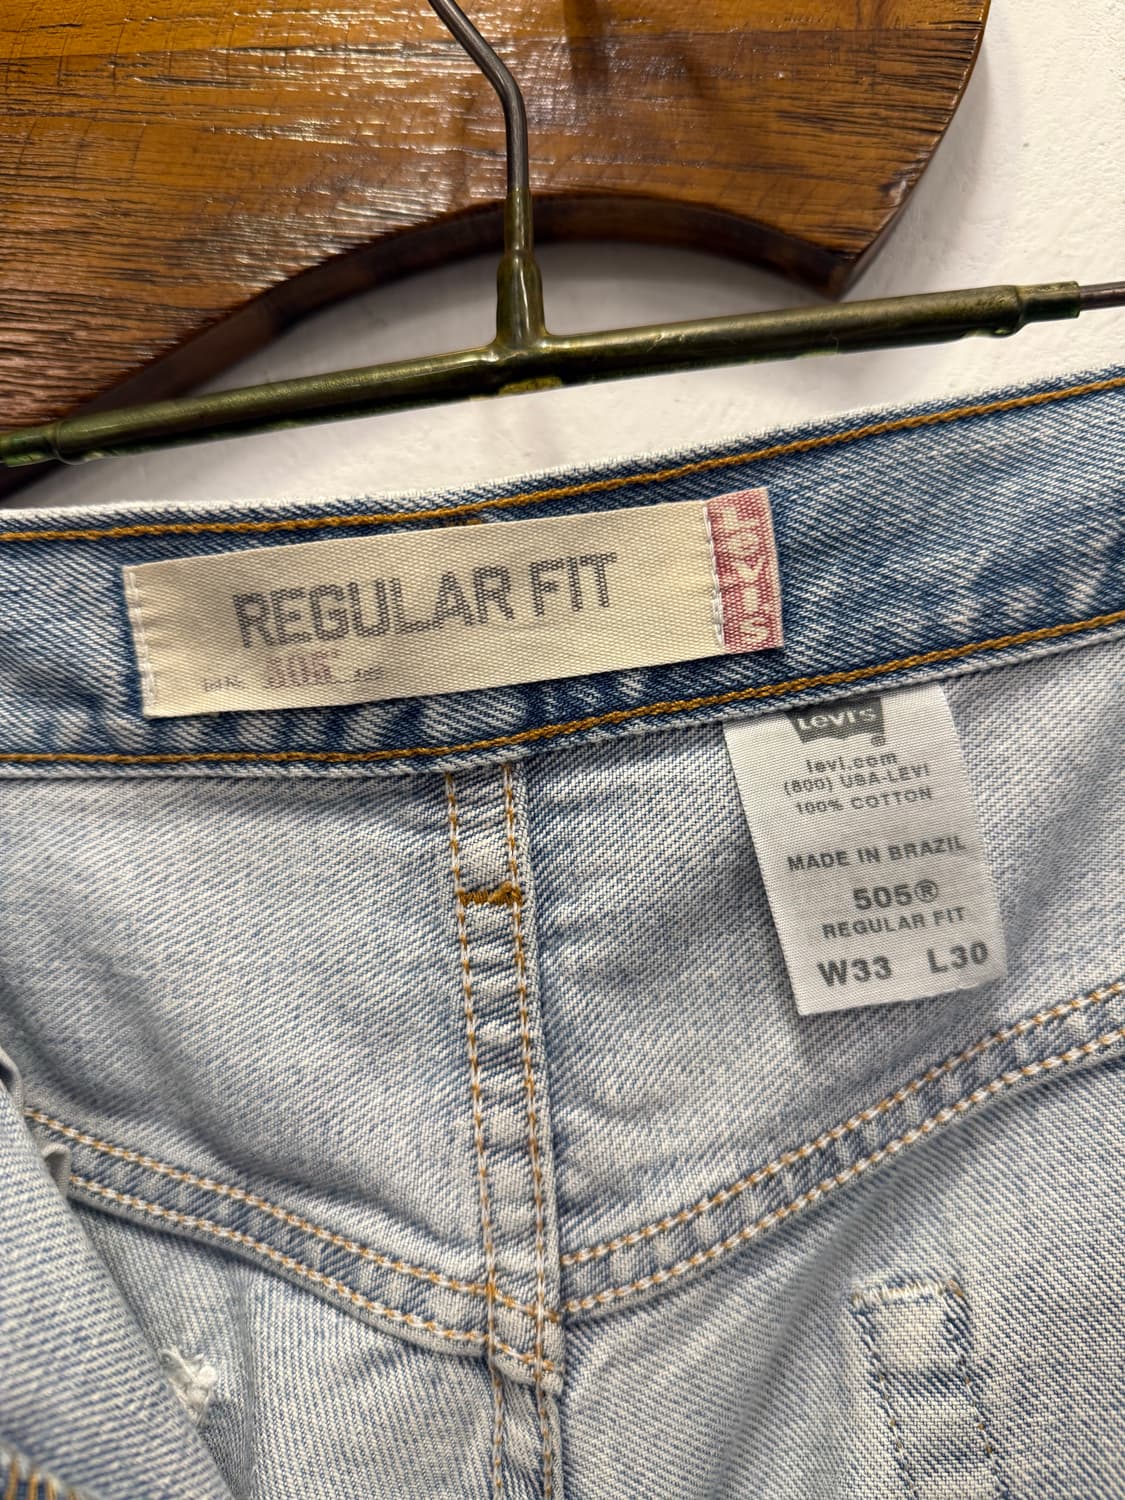 REGULAR FIT
505
LEVI'S
Levi's
®
levi.com
(800) USA-LEVI
100% COTTON
MADE IN BRAZIL
505®
REGULAR FIT
W33 L30